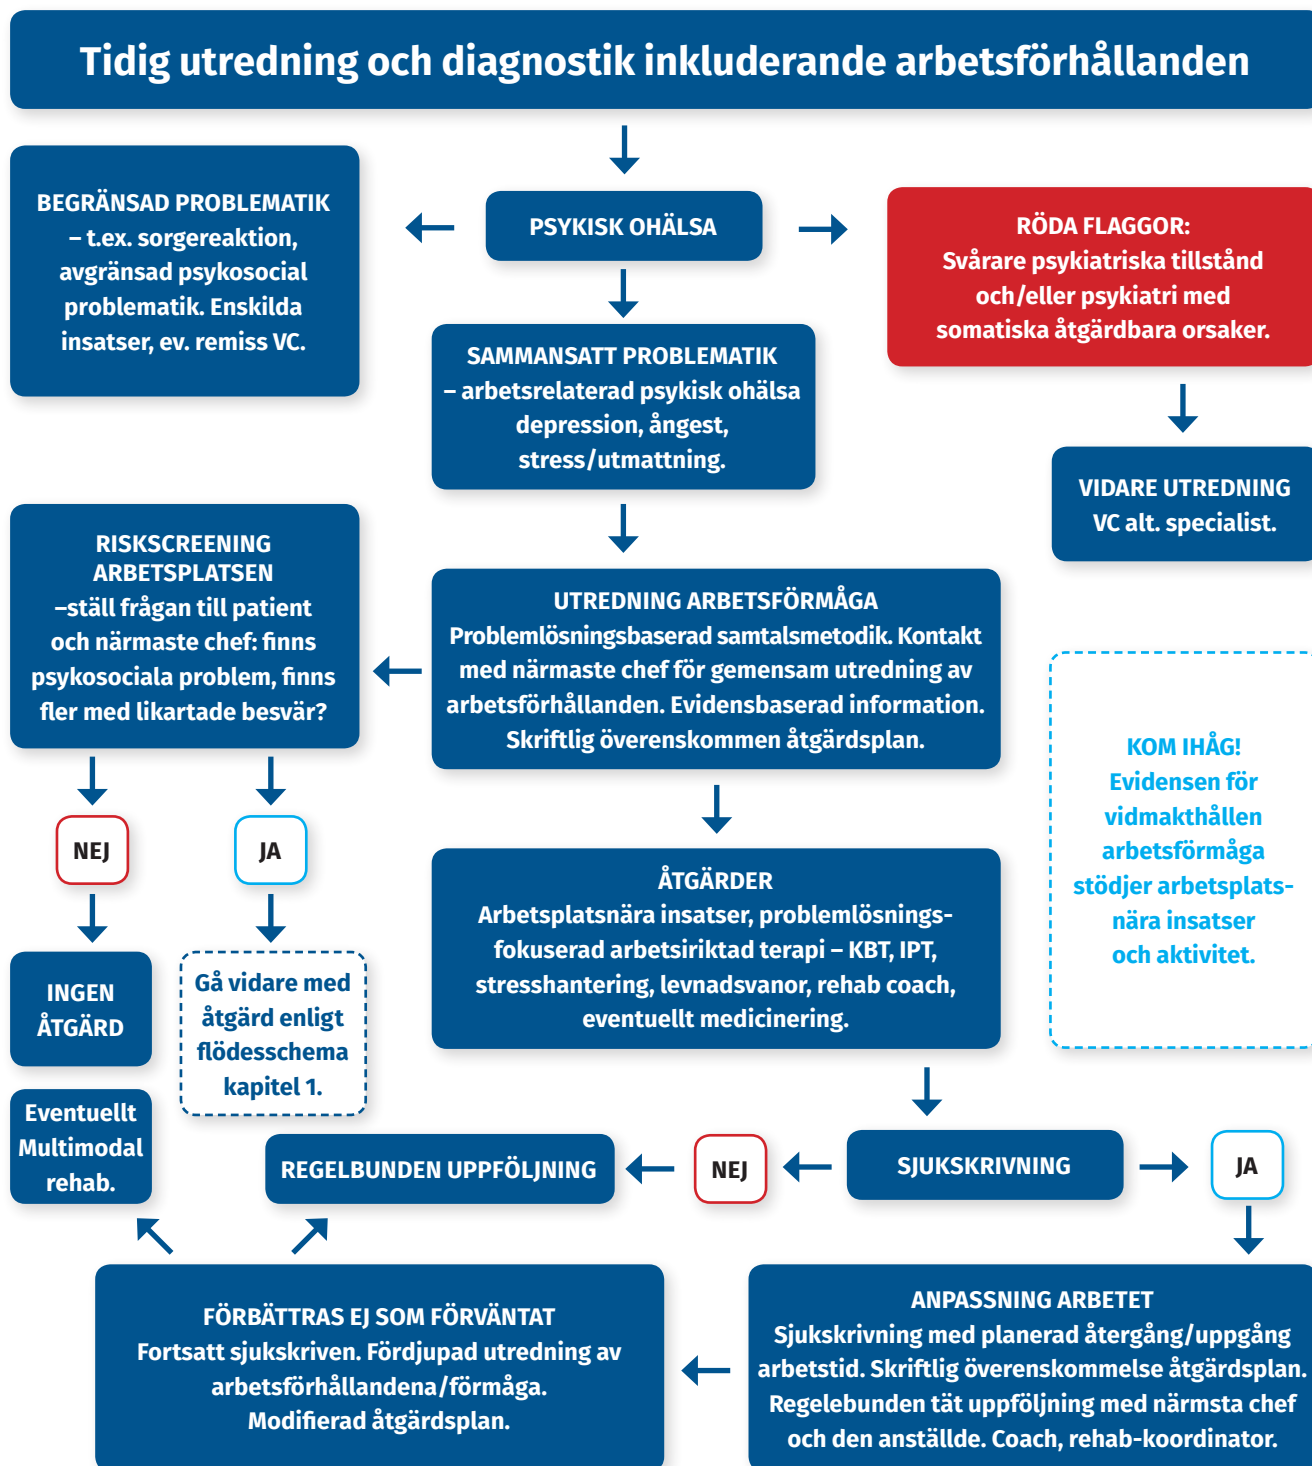 Tidig utredning och diagnostik inkluderande arbetsförhållanden
BEGRÄNSAD PROBLEMATIK
– t.ex. sorgereaktion,
avgränsad psykosocial
problematik. Enskilda
insatser, ev. remiss VC.
PSYKISK OHÄLSA
RÖDA FLAGGOR:
Svårare psykiatriska tillstånd
och/eller psykiatri med
somatiska åtgärdbara orsaker.
SAMMANSATT PROBLEMATIK
– arbetsrelaterad psykisk ohälsa
depression, ångest,
stress/utmattning.
VIDARE UTREDNING
VC alt. specialist.
RISKSCREENING
ARBETSPLATSEN
–ställ frågan till patient
och närmaste chef: finns
psykosociala problem, finns
fler med likartade besvär?
UTREDNING ARBETSFÖRMÅGA
Problemlösningsbaserad samtalsmetodik. Kontakt
med närmaste chef för gemensam utredning av
arbetsförhållanden. Evidensbaserad information.
Skriftlig överenskommen åtgärdsplan.
KOM IHÅG!
Evidensen för
vidmakthållen
arbetsförmåga
stödjer arbetsplats-
nära insatser
och aktivitet.
NEJ
JA
ÅTGÄRDER
Arbetsplatsnära insatser, problemlösnings-
fokuserad arbetsiriktad terapi – KBT, IPT,
stresshantering, levnadsvanor, rehab coach,
eventuellt medicinering.
INGEN
ÅTGÄRD
Gå vidare med
åtgärd enligt
flödesschema
kapitel 1.
Eventuellt
Multimodal
rehab.
REGELBUNDEN UPPFÖLJNING
NEJ
SJUKSKRIVNING
JA
FÖRBÄTTRAS EJ SOM FÖRVÄNTAT
Fortsatt sjukskriven. Fördjupad utredning av
arbetsförhållandena/förmåga.
Modifierad åtgärdsplan.
ANPASSNING ARBETET
Sjukskrivning med planerad återgång/uppgång
arbetstid. Skriftlig överenskommelse åtgärdsplan.
Regelebunden tät uppföljning med närmsta chef
och den anställde. Coach, rehab-koordinator.